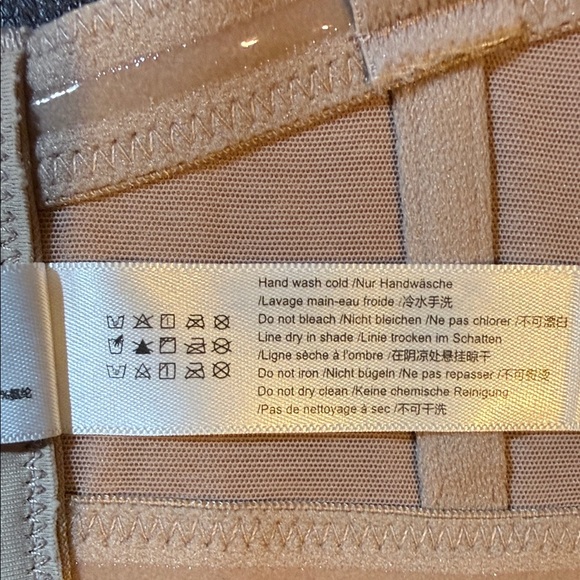 Hand wash cold /Nur Handwäsche
/Lavage main-eau froide /冷水手洗
Do not bleach /Nicht bleichen /Ne pas chlorer /不可漂白
Line dry in shade /Linie trocken im Schatten
/Ligne sèche à l'ombre /在阴凉处悬挂晾干
Do not iron /Nicht bügeln /Ne pas repasser /不可熨烫
Do not dry clean /Keine chemische Reinigung
/Pas de nettoyage à sec /不可干洗
%氨纶